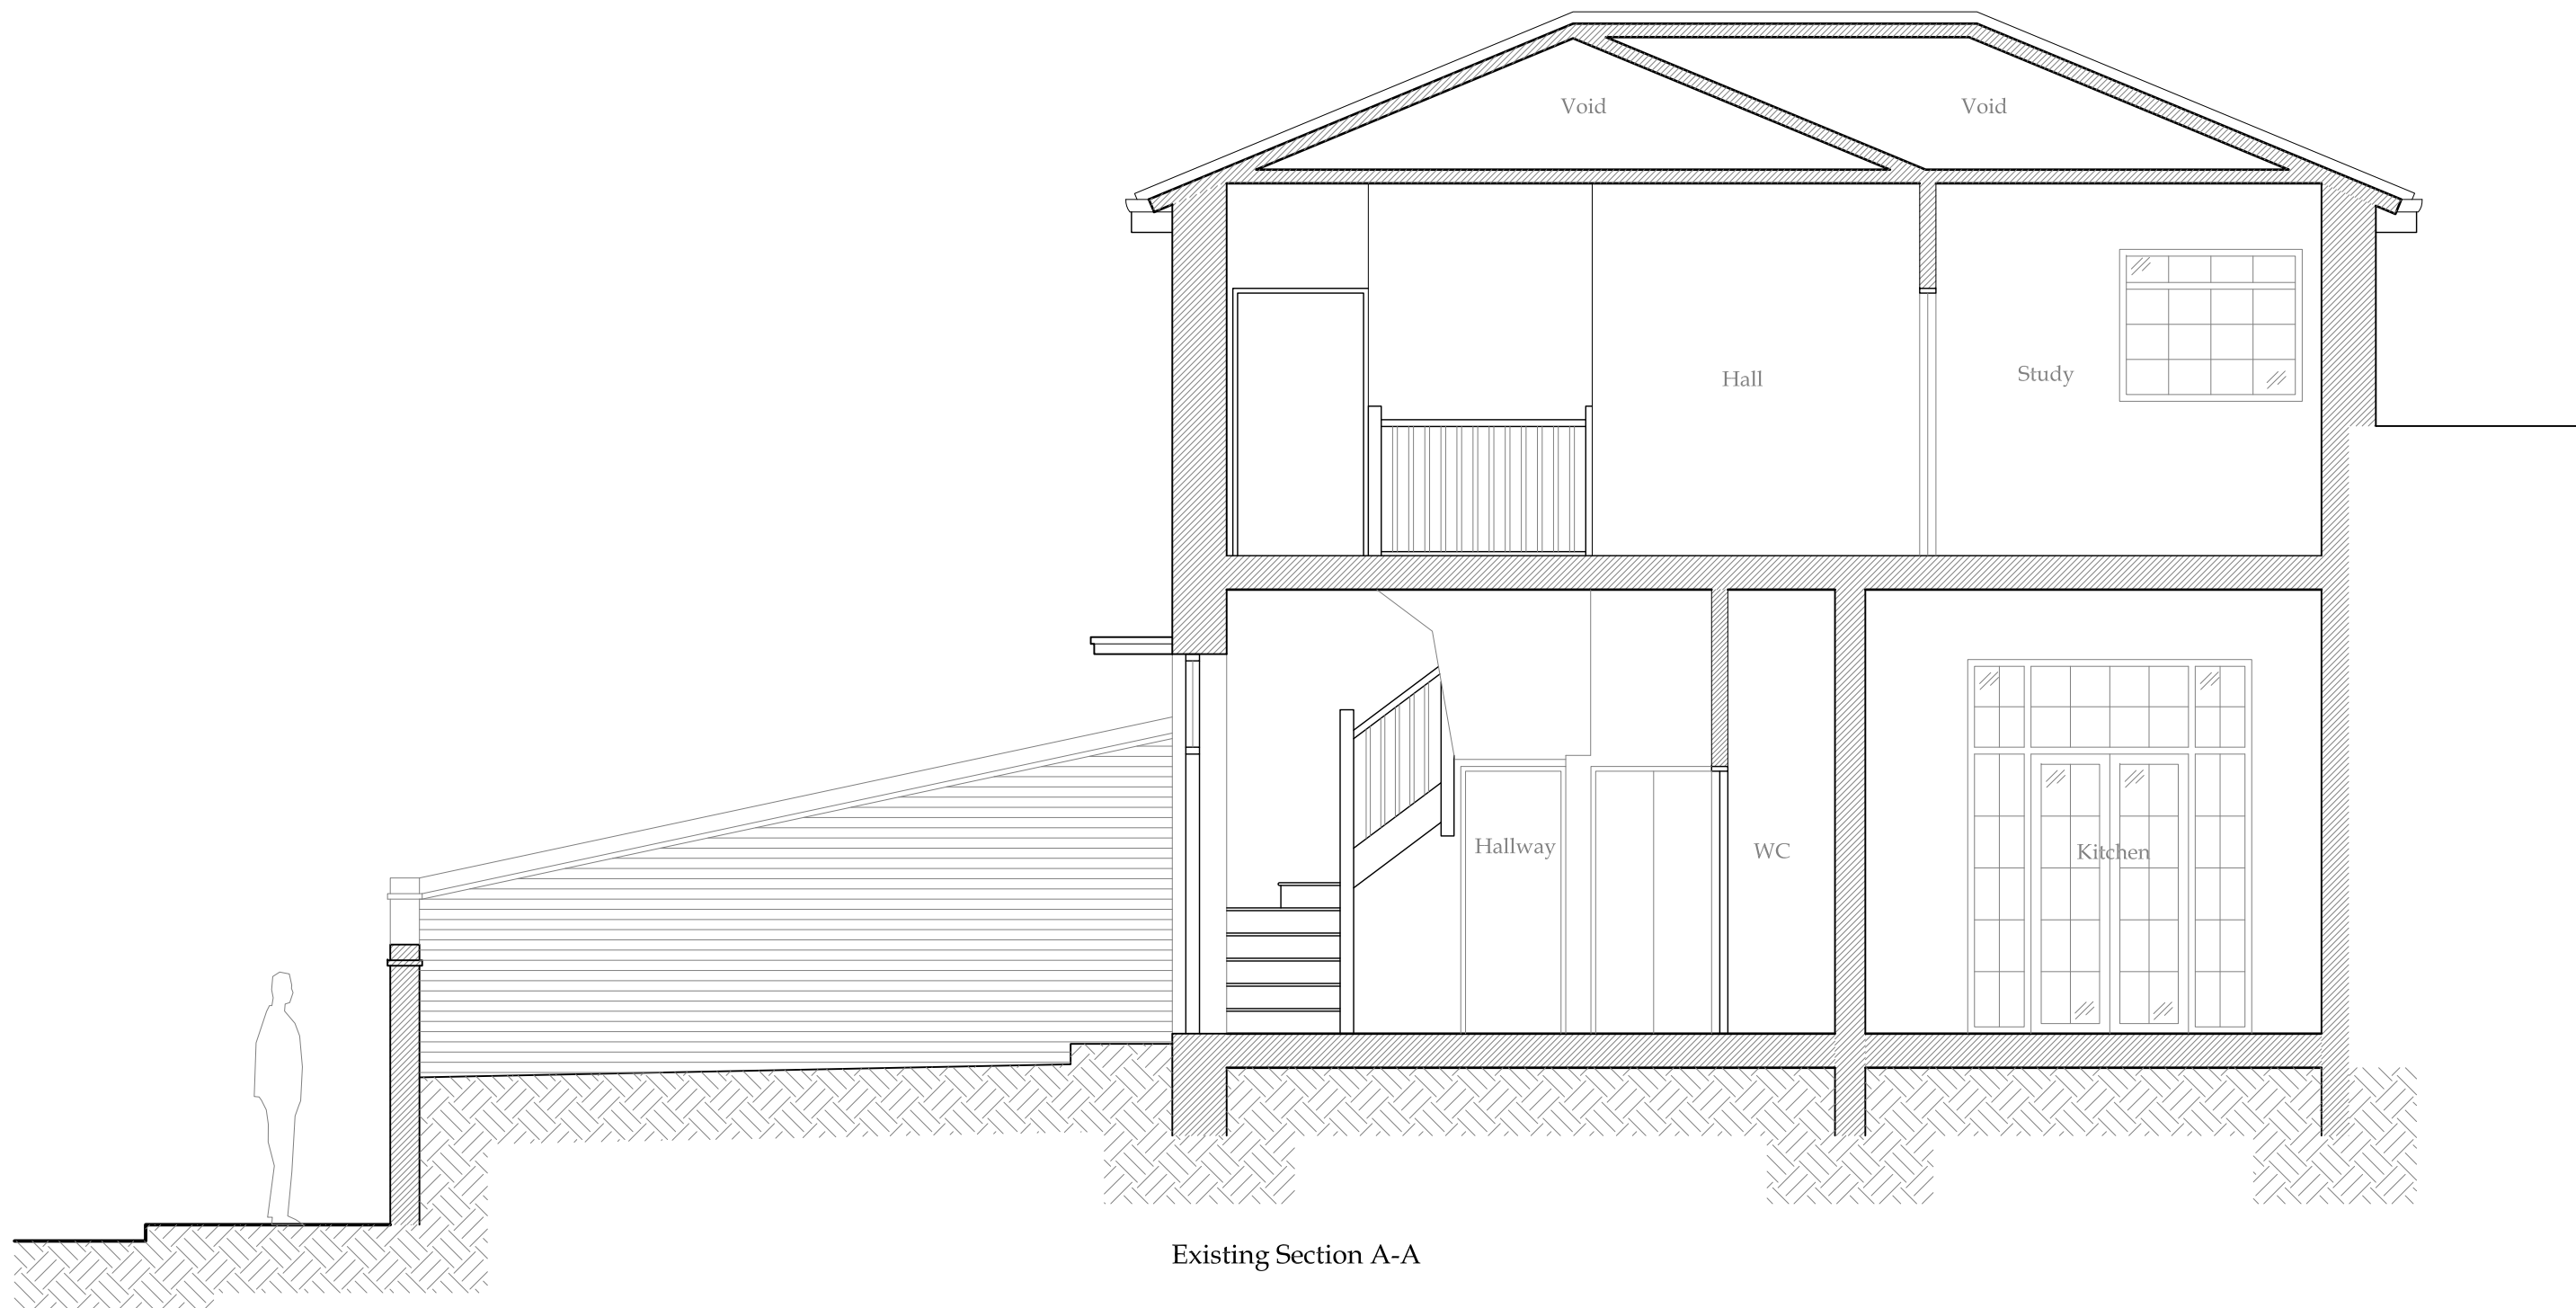 Void
Void
Hall
Study
Hallway
WC
Kitchen
Existing Section A-A